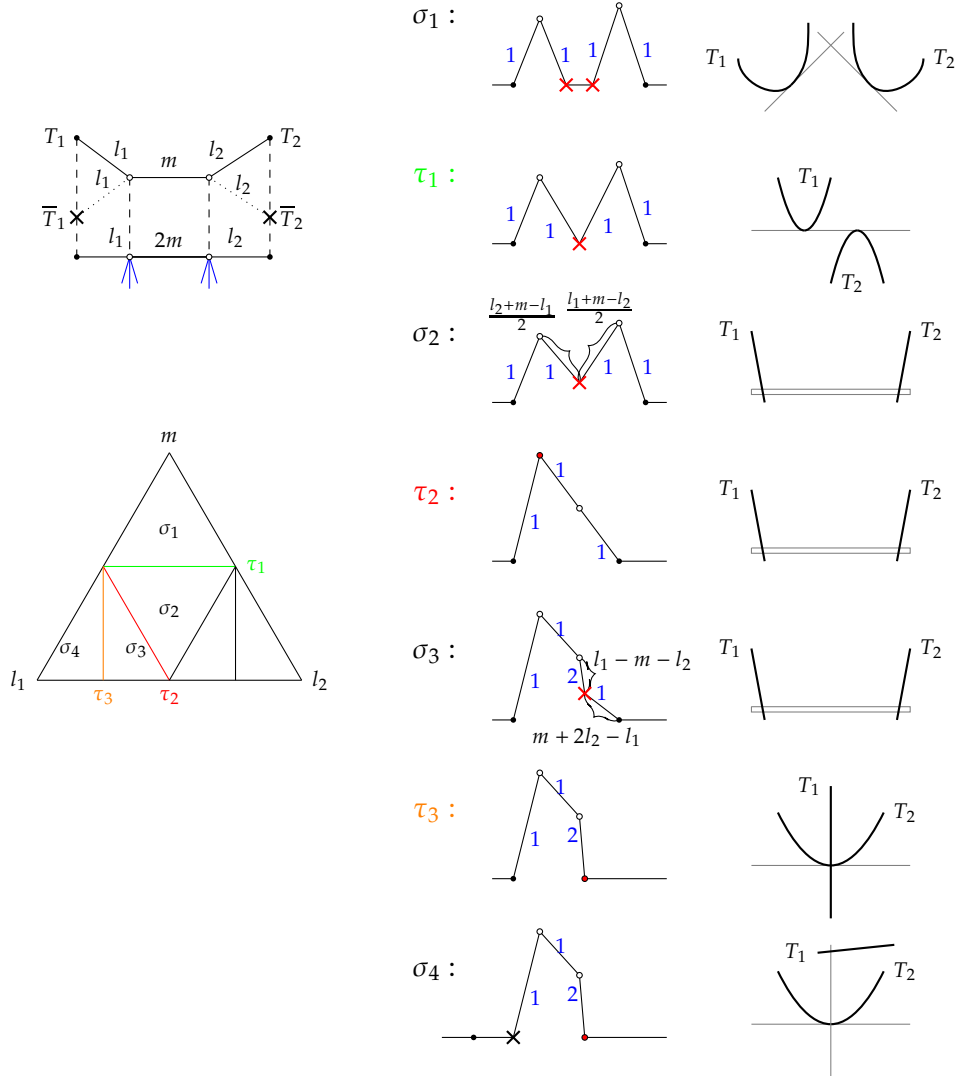 T₁ l₁ m l₂ T₂
l₁ l₂
T̅₁ T̅₂
l₁ 2m l₂
m
σ₁
τ₁
σ₂
σ₄ σ₃
l₁ l₂
τ₃ τ₂
σ₁ :
1 1 1 1
T₁ T₂
τ₁ :
1 1 1 1
T₁
T₂
σ₂ :
(l₂+m−l₁)/2 (l₁+m−l₂)/2
1 1 1 1
T₁ T₂
τ₂ :
1
1
1
T₁ T₂
σ₃ :
1
l₁ − m − l₂
1 2 1
m + 2l₂ − l₁
T₁ T₂
τ₃ :
1
1 2
T₁
T₂
σ₄ :
1
1 2
T₁
T₂